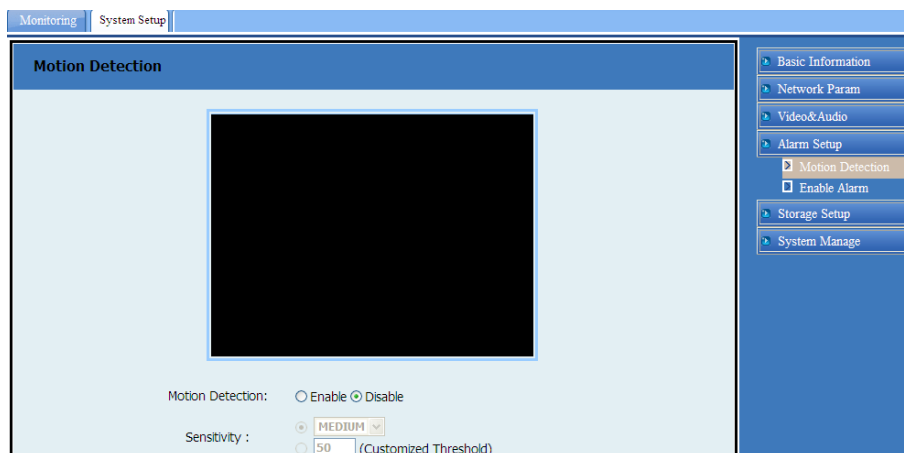 Monitoring System Setup
Motion Detection
Motion Detection: Enable Disable
Sensitivity : MEDIUM
50 (Customized Threshold)
Basic Information
Network Param
Video&Audio
Alarm Setup
Motion Detection
Enable Alarm
Storage Setup
System Manage